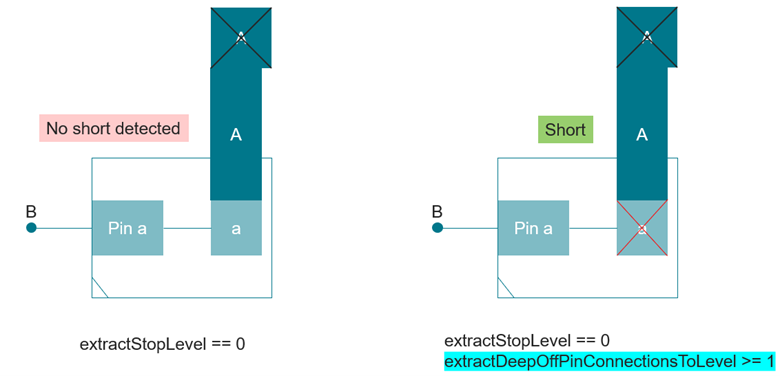 A
A
No short detected
Short
A
A
B
Pin a
a
B
Pin a
a
extractStopLevel == 0
extractStopLevel == 0
extractDeepOffPinConnectionsToLevel >= 1